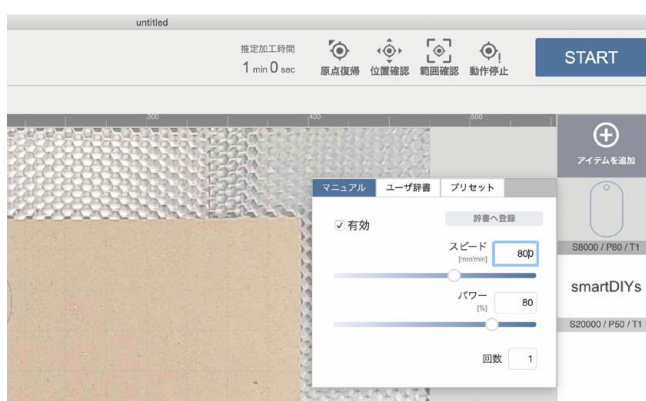 untitled
推定加工時間
1 min 0 sec
原点復帰 位置確認 範囲確認 動作停止
START
300 400 500
アイテムを追加
マニュアル ユーザ辞書 プリセット
有効
辞書へ登録
スピード
[mm/min]
800
パワー
[%]
80
回数 1
S8000 / P80 / T1
smartDIYs
S20000 / P50 / T1